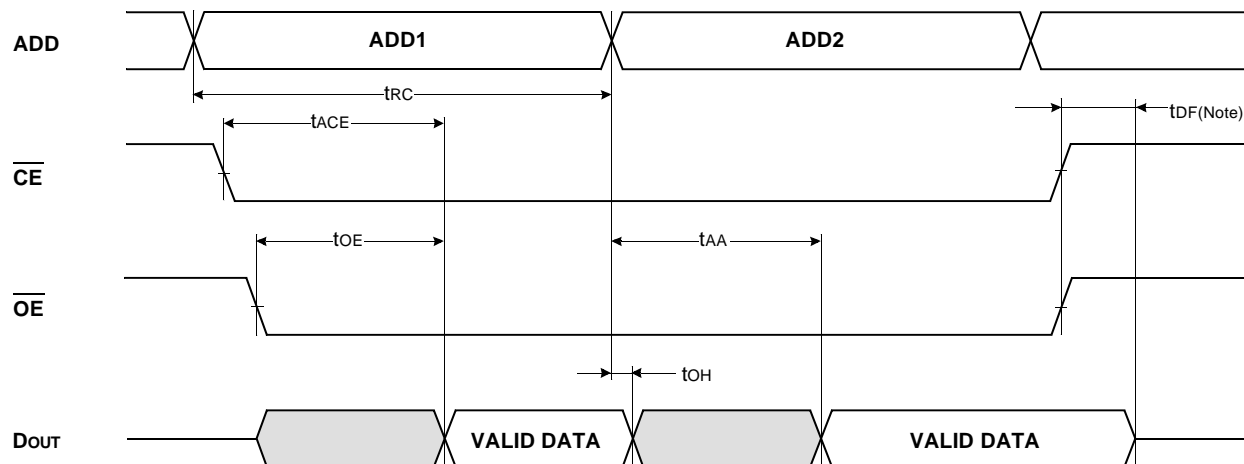 ADD ADD1 ADD2
tRC
tACE tDF(Note)
CE
tOE tAA
OE
tOH
DOUT VALID DATA VALID DATA